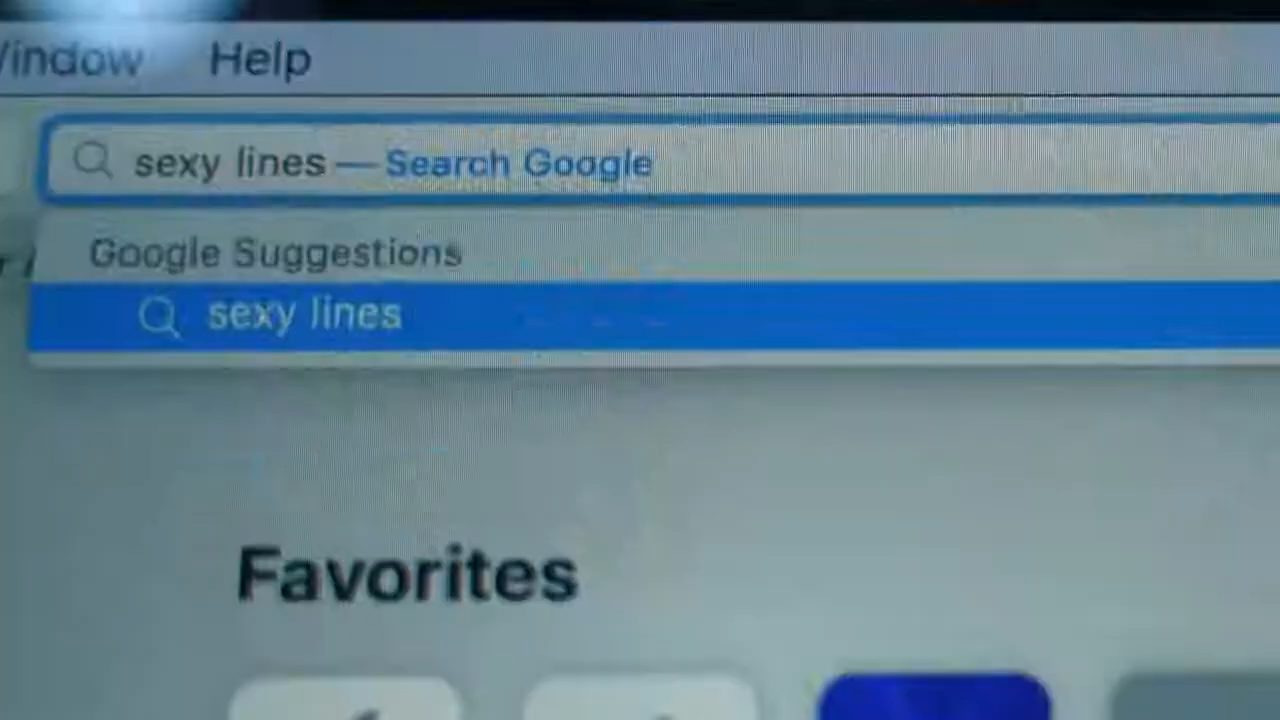 Window Help
sexy lines — Search Google
Google Suggestions
sexy lines
Favorites